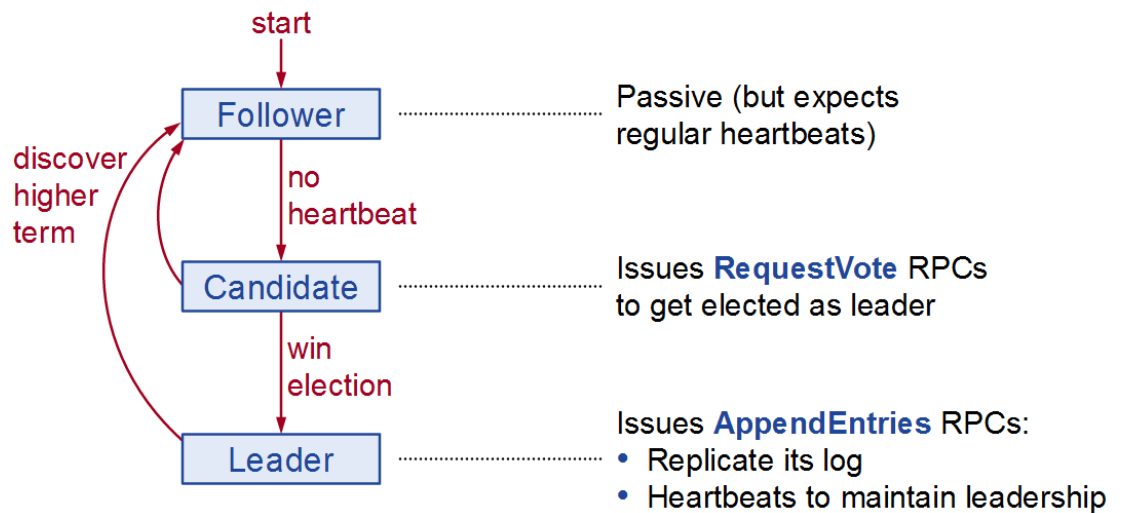 start
Follower
Passive (but expects
regular heartbeats)
discover
higher
term
no
heartbeat
Candidate
Issues RequestVote RPCs
to get elected as leader
win
election
Leader
Issues AppendEntries RPCs:
• Replicate its log
• Heartbeats to maintain leadership